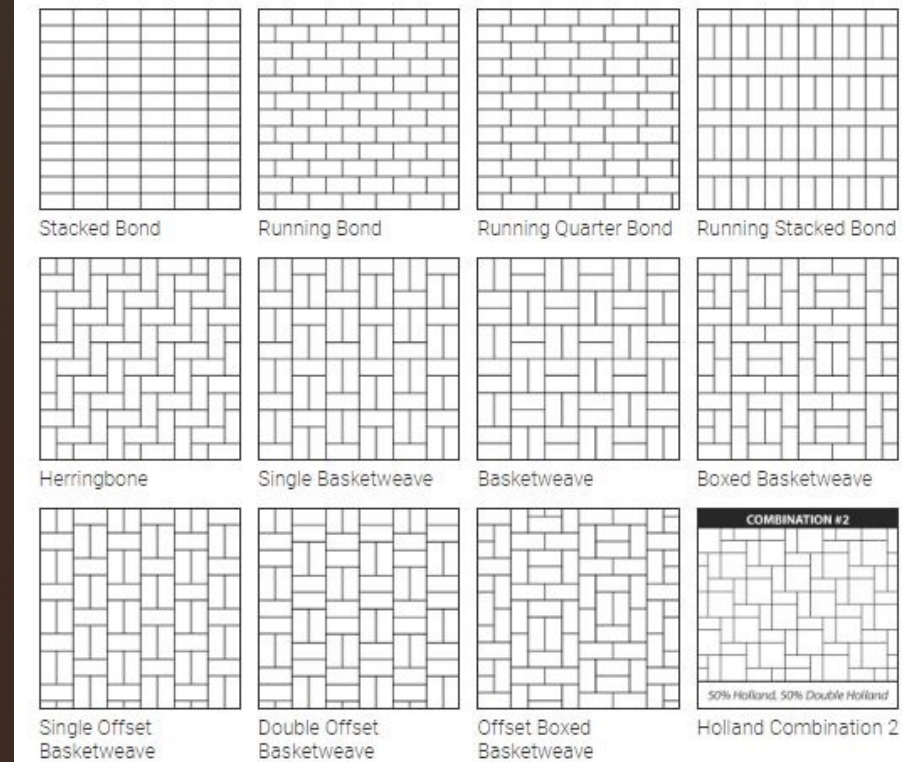 Stacked Bond
Running Bond
Running Quarter Bond
Running Stacked Bond
Herringbone
Single Basketweave
Basketweave
Boxed Basketweave
COMBINATION #2
50% Holland, 50% Double Holland
Single Offset
Basketweave
Double Offset
Basketweave
Offset Boxed
Basketweave
Holland Combination 2